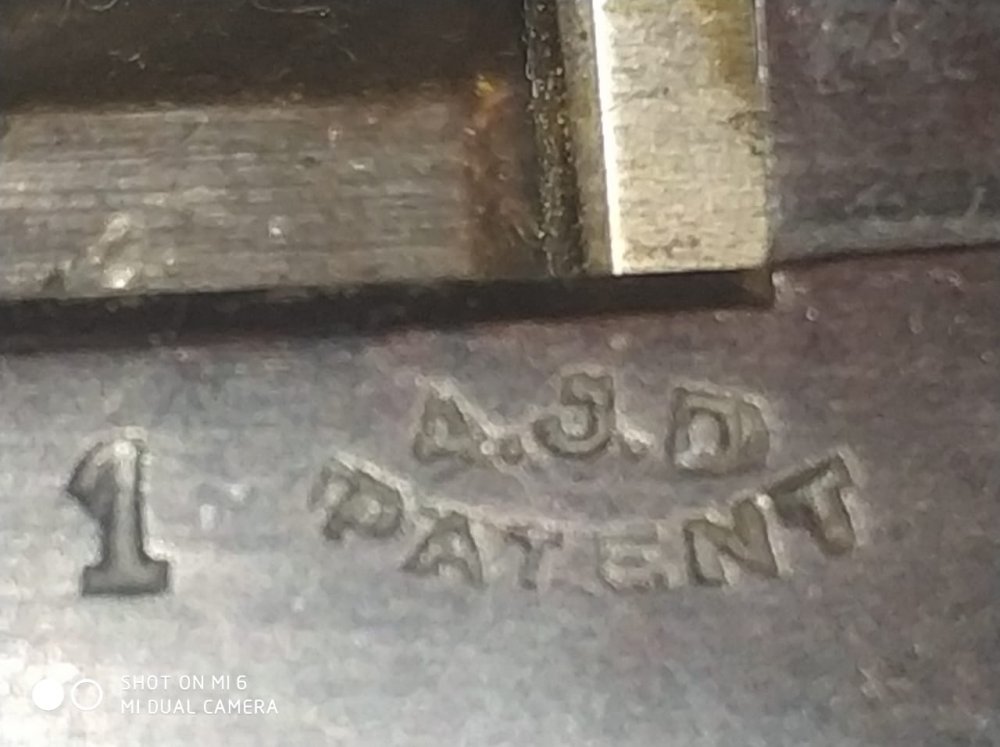 A.S.D
PATENT
1
SHOT ON MI 6
MI DUAL CAMERA